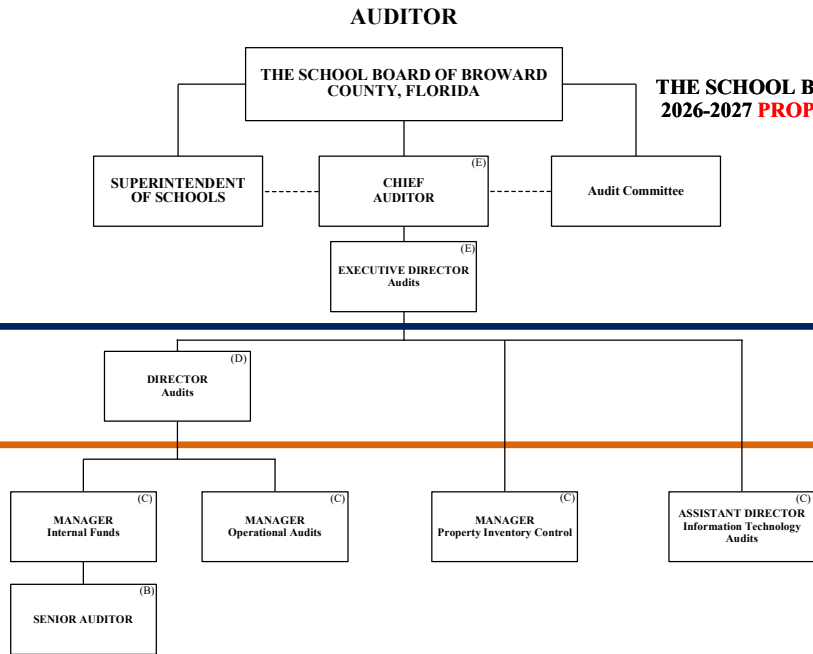 AUDITOR
THE SCHOOL BOARD OF BROWARD
COUNTY, FLORIDA
THE SCHOOL B
2026-2027 PROP
SUPERINTENDENT
OF SCHOOLS
(E)
CHIEF
AUDITOR
Audit Committee
(E)
EXECUTIVE DIRECTOR
Audits
(D)
DIRECTOR
Audits
(C)
MANAGER
Internal Funds
(C)
MANAGER
Operational Audits
(C)
MANAGER
Property Inventory Control
(C)
ASSISTANT DIRECTOR
Information Technology
Audits
(B)
SENIOR AUDITOR